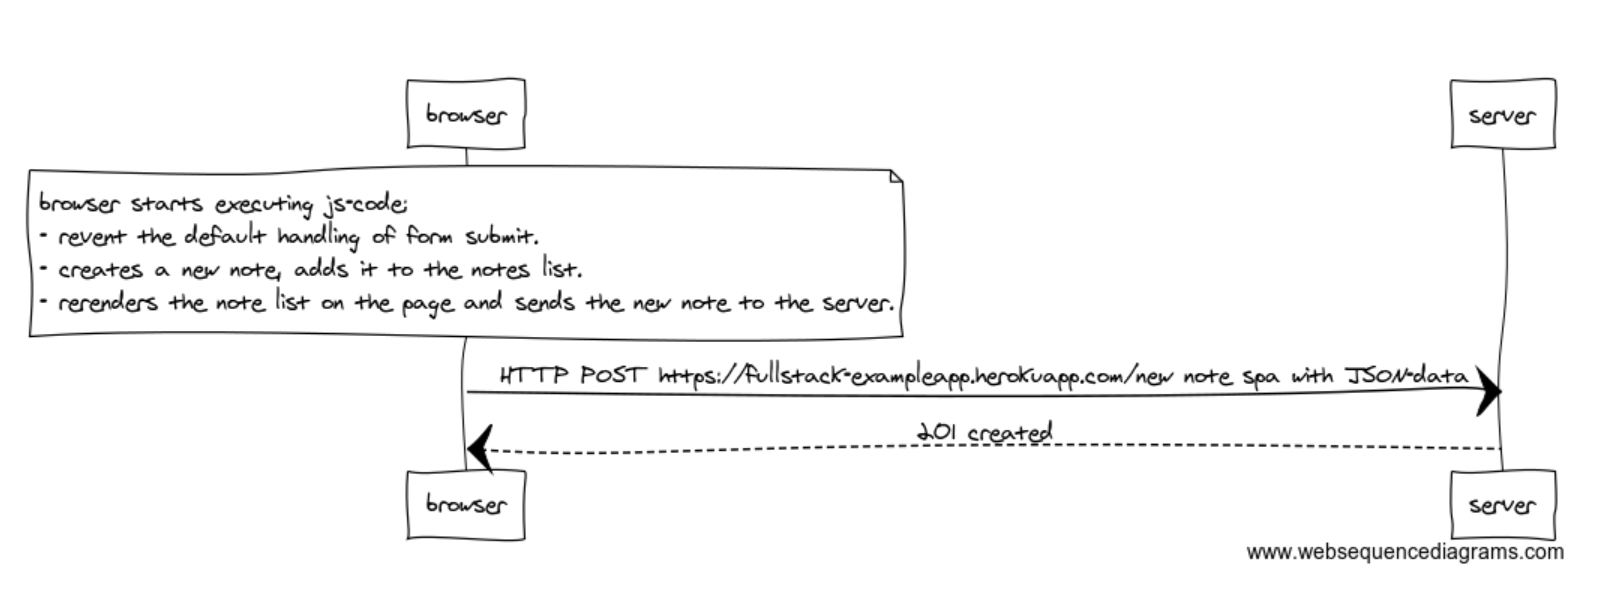 browser
server
browser starts executing js-code:
- revent the default handling of form submit.
- creates a new note, adds it to the notes list.
- rerenders the note list on the page and sends the new note to the server.
HTTP POST https://fullstack-exampleapp.herokuapp.com/new note spa with JSON-data
201 created
browser
server
www.websequencediagrams.com